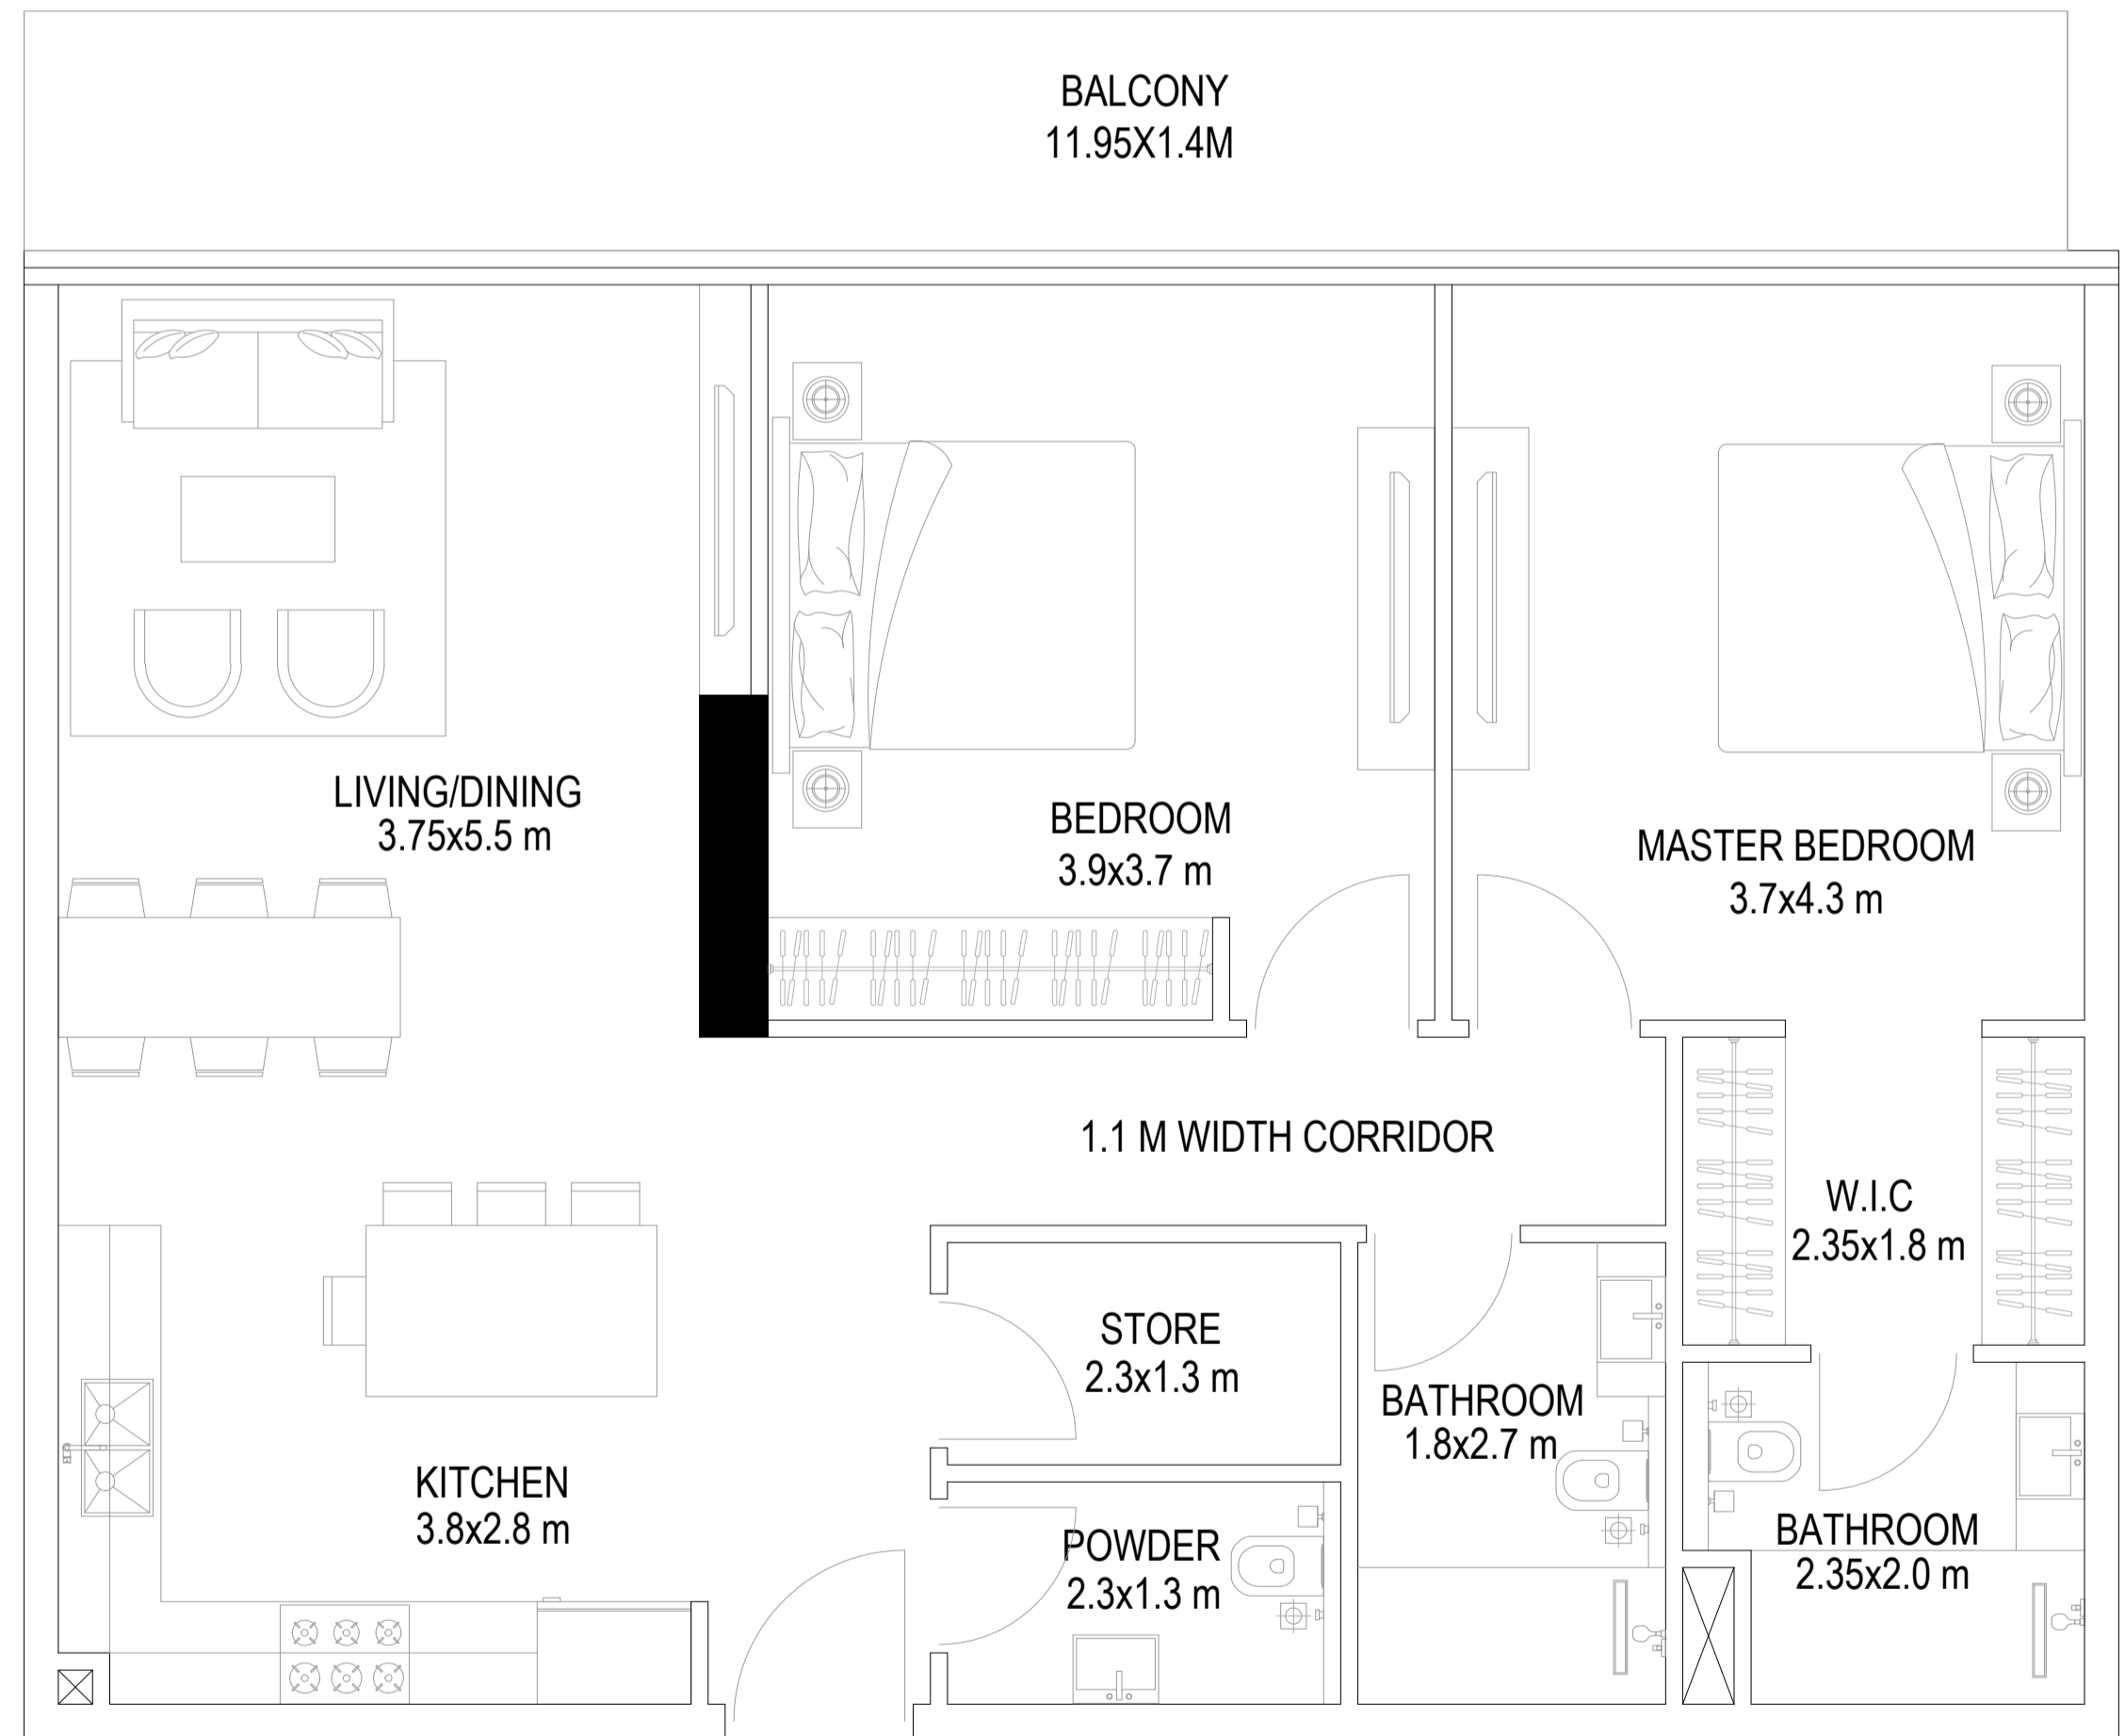 BALCONY
11.95X1.4M
LIVING/DINING
3.75x5.5 m
BEDROOM
3.9x3.7 m
MASTER BEDROOM
3.7x4.3 m
1.1 M WIDTH CORRIDOR
W.I.C
2.35x1.8 m
STORE
2.3x1.3 m
BATHROOM
1.8x2.7 m
KITCHEN
3.8x2.8 m
POWDER
2.3x1.3 m
BATHROOM
2.35x2.0 m